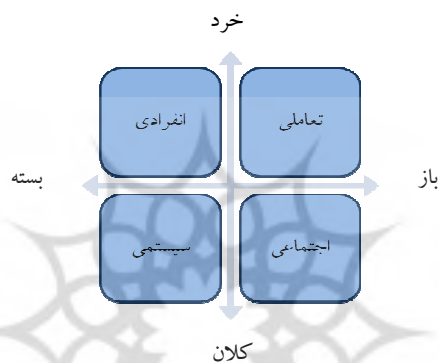 خرد
تعاملی انفرادی
باز بسته
اجتماعی سیستمی
کلان